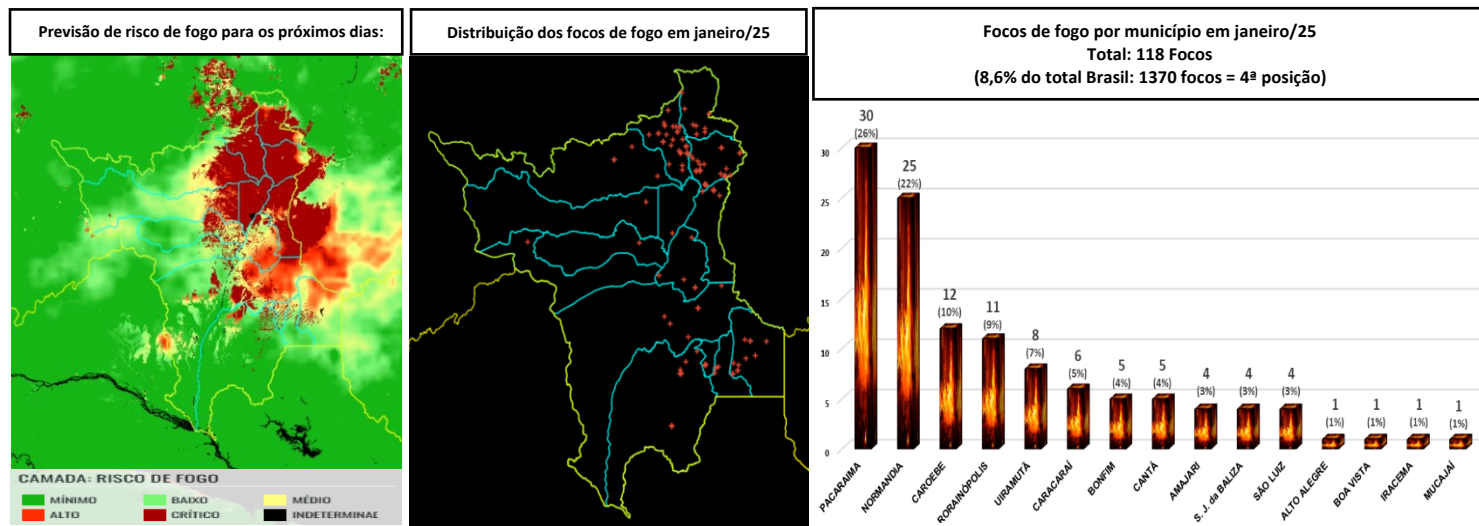 Previsão de risco de fogo para os próximos dias:
CAMADA: RISCO DE FOGO
MÍNIMO
BAIXO
MÉDIO
ALTO
CRÍTICO
INDETERMINAD
Distribuição dos focos de fogo em janeiro/25
Focos de fogo por município em janeiro/25
Total: 118 Focos
(8,6% do total Brasil: 1370 focos = 4ª posição)
30
25
20
15
10
5
0
30
(26%)
25
(22%)
12
(10%)
11
(9%)
8
(7%)
6
(5%)
5
(4%)
5
(4%)
4
(3%)
4
(3%)
4
(3%)
1
(1%)
1
(1%)
1
(1%)
1
(1%)
PACARAIMA
NORMANDIA
CAROEBE
RORAINÓPOLIS
UIRAMUTÃ
CARACARAÍ
BONFIM
CANTÁ
AMAJARI
S. J. da BALIZA
SÃO LUIZ
ALTO ALEGRE
BOA VISTA
IRACEMA
MUCAJAÍ